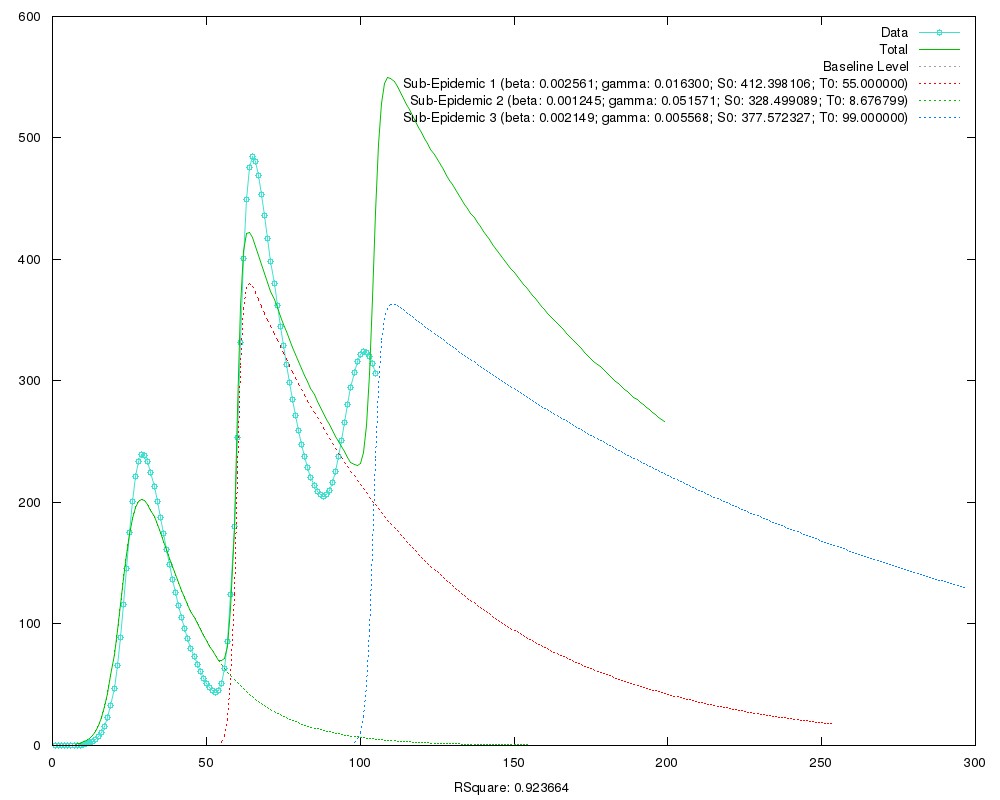 600
500
400
300
200
100
0
Data
Total
Baseline Level
Sub-Epidemic 1 (beta: 0.002561; gamma: 0.016300; S0: 412.398106; T0: 55.000000)
Sub-Epidemic 2 (beta: 0.001245; gamma: 0.051571; S0: 328.499089; T0: 8.676799)
Sub-Epidemic 3 (beta: 0.002149; gamma: 0.005568; S0: 377.572327; T0: 99.000000)
0 50 100 150 200 250 300
RSquare: 0.923664